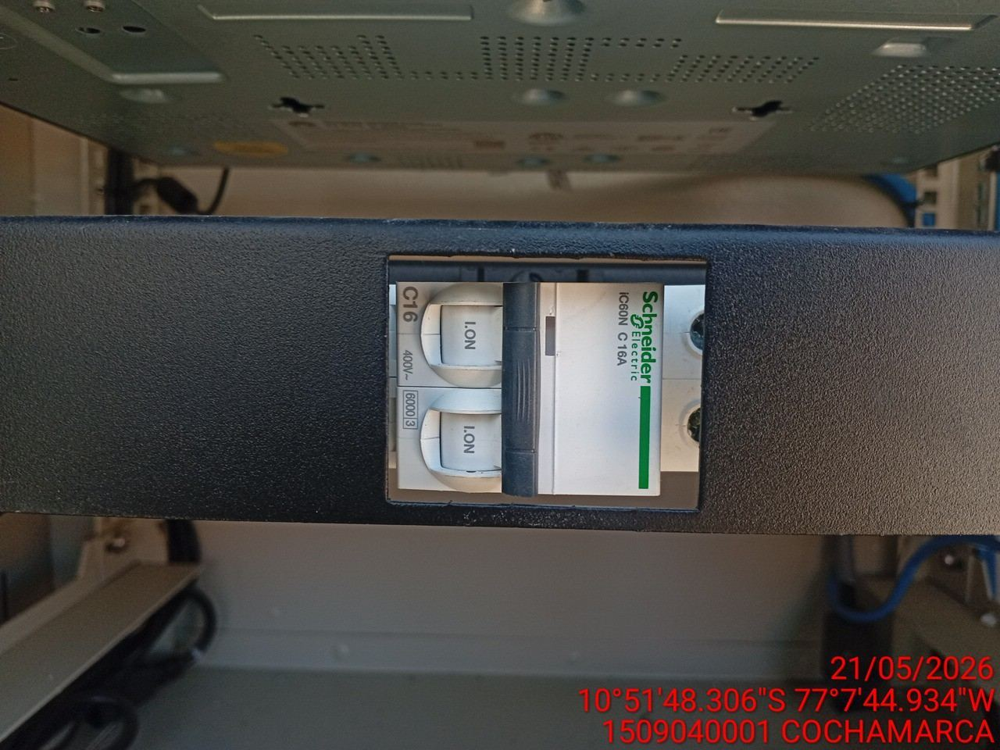 Schneider
Electric
iC60N C 16A
I.ON
I.ON
C16
400V~
6000 3
21/05/2026
10°51'48.306"S 77°7'44.934"W
1509040001 COCHAMARCA